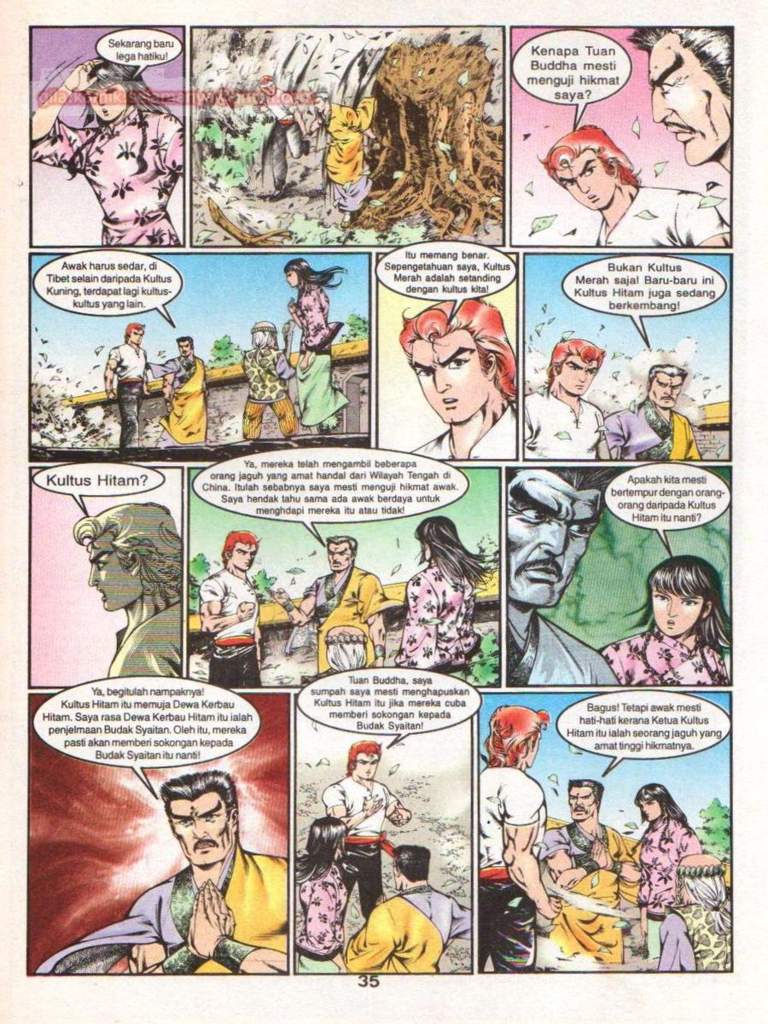 Sekarang baru
lega hatiku!
Kenapa Tuan
Buddha mesti
menguji hikmat
saya?
Awak harus sedar, di
Tibet selain daripada Kultus
Kuning, terdapat lagi kultus-
kultus yang lain.
Itu memang benar.
Sepengetahuan saya, Kultus
Merah adalah setanding
dengan kultus kita!
Bukan Kultus
Merah saja! Baru-baru ini
Kultus Hitam juga sedang
berkembang!
Kultus Hitam?
Ya, mereka telah mengambil beberapa
orang jaguh yang amat handal dari Wilayah Tengah di
China. Itulah sebabnya saya mesti menguji hikmat awak.
Saya hendak tahu sama ada awak berdaya untuk
menghdapi mereka itu atau tidak!
Apakah kita mesti
bertempur dengan orang-
orang daripada Kultus
Hitam itu nanti?
Ya, begitulah nampaknya!
Kultus Hitam itu memuja Dewa Kerbau
Hitam. Saya rasa Dewa Kerbau Hitam itu ialah
penjelmaan Budak Syaitan. Oleh itu, mereka
pasti akan memberi sokongan kepada
Budak Syaitan itu nanti!
Tuan Buddha, saya
sumpah saya mesti menghapuskan
Kultus Hitam itu jika mereka cuba
memberi sokongan kepada
Budak Syaitan!
Bagus! Tetapi awak mesti
hati-hati kerana Ketua Kultus
Hitam itu ialah seorang jaguh yang
amat tinggi hikmatnya.
35